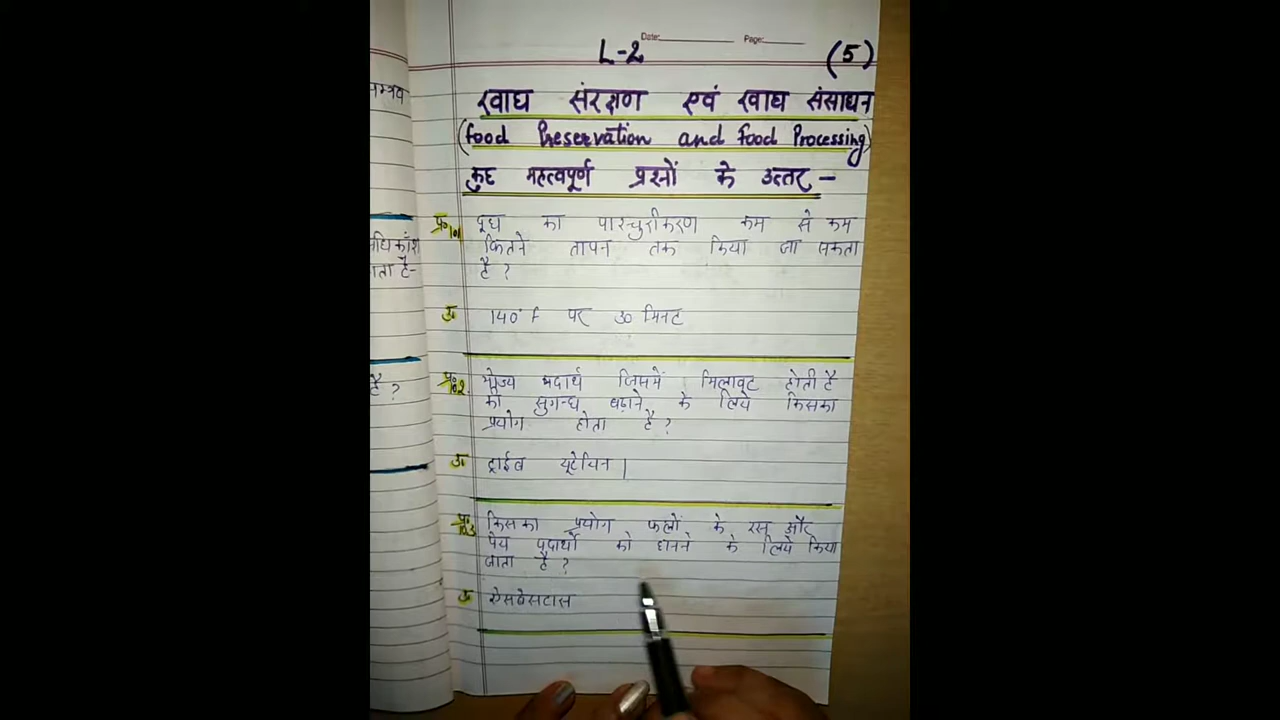 Date: Page:
L-2 (5)
खाद्य संरक्षण एवं खाद्य संसाधन
(Food Preservation and Food Processing)
कुछ महत्वपूर्ण प्रश्नों के उत्तर -
प्र.101 दूध का पास्चुरीकरण कम से कम
कितने तापन तक किया जा सकता
है ?
उ. 140°F पर 30 मिनट
प्र.102. भोज्य पदार्थ जिसमें मिलावट होती है
की सुगन्ध बढ़ाने के लिये किसका
प्रयोग होता है ?
उ. ट्राईब यूटेयिन |
प्र.103 किसका प्रयोग फलों के रस और
पेय पदार्थो को छानने के लिये किया
जाता है ?
उ. ऐसबेसटास
धिकाँश
ाता है-
है ?